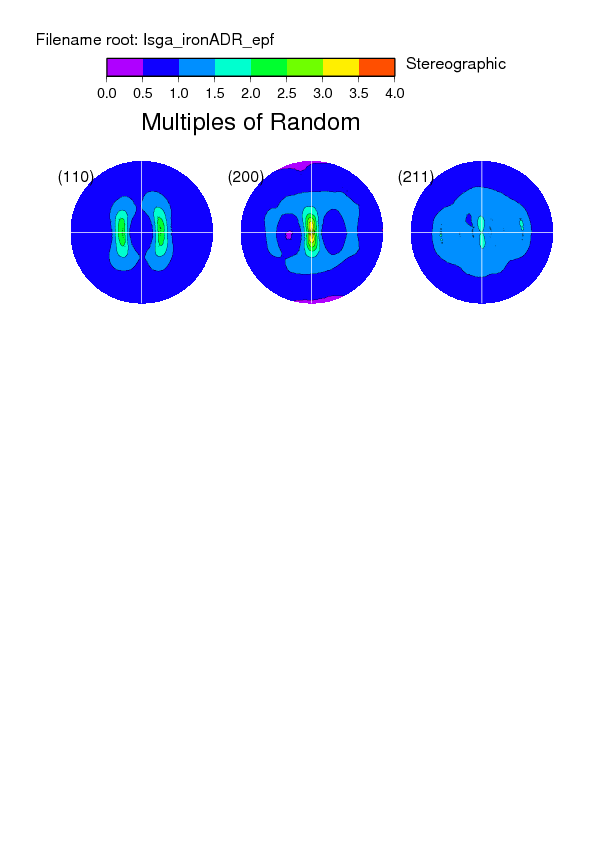 Filename root: Isga_ironADR_epf
Stereographic
0.0 0.5 1.0 1.5 2.0 2.5 3.0 3.5 4.0
Multiples of Random
(110) (200) (211)